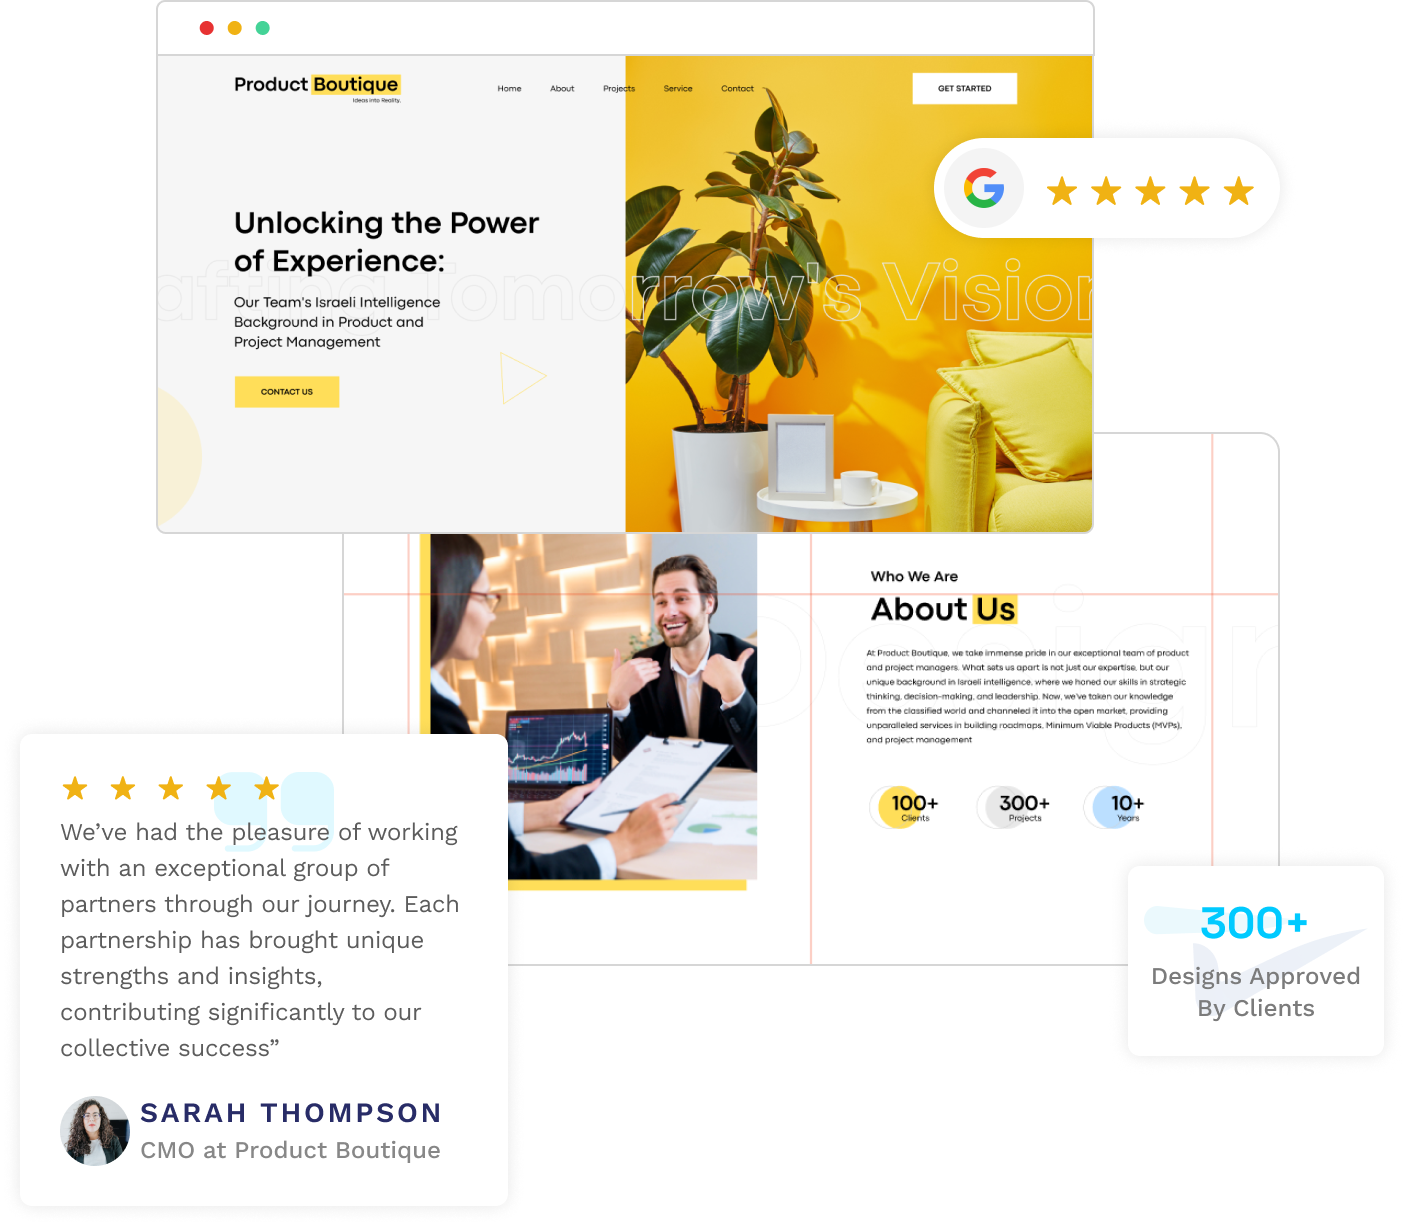 Product Boutique
Ideas into Reality.
Home About Projects Service Contact
GET STARTED
Unlocking the Power
of Experience:
afting Tomorrow's Vision
Our Team's Israeli Intelligence
Background in Product and
Project Management
CONTACT US
Who We Are
About Us
At Product Boutique, we take immense pride in our exceptional team of product
and project managers. What sets us apart is not just our expertise, but our
unique background in Israeli intelligence, where we honed our skills in strategic
thinking, decision-making, and leadership. Now, we've taken our knowledge
from the classified world and channeled it into the open market, providing
unparalleled services in building roadmaps, Minimum Viable Products (MVPs),
and project management
100+ 300+ 10+
Clients Projects Years
We’ve had the pleasure of working
with an exceptional group of
partners through our journey. Each
partnership has brought unique
strengths and insights,
contributing significantly to our
collective success”
SARAH THOMPSON
CMO at Product Boutique
300+
Designs Approved
By Clients